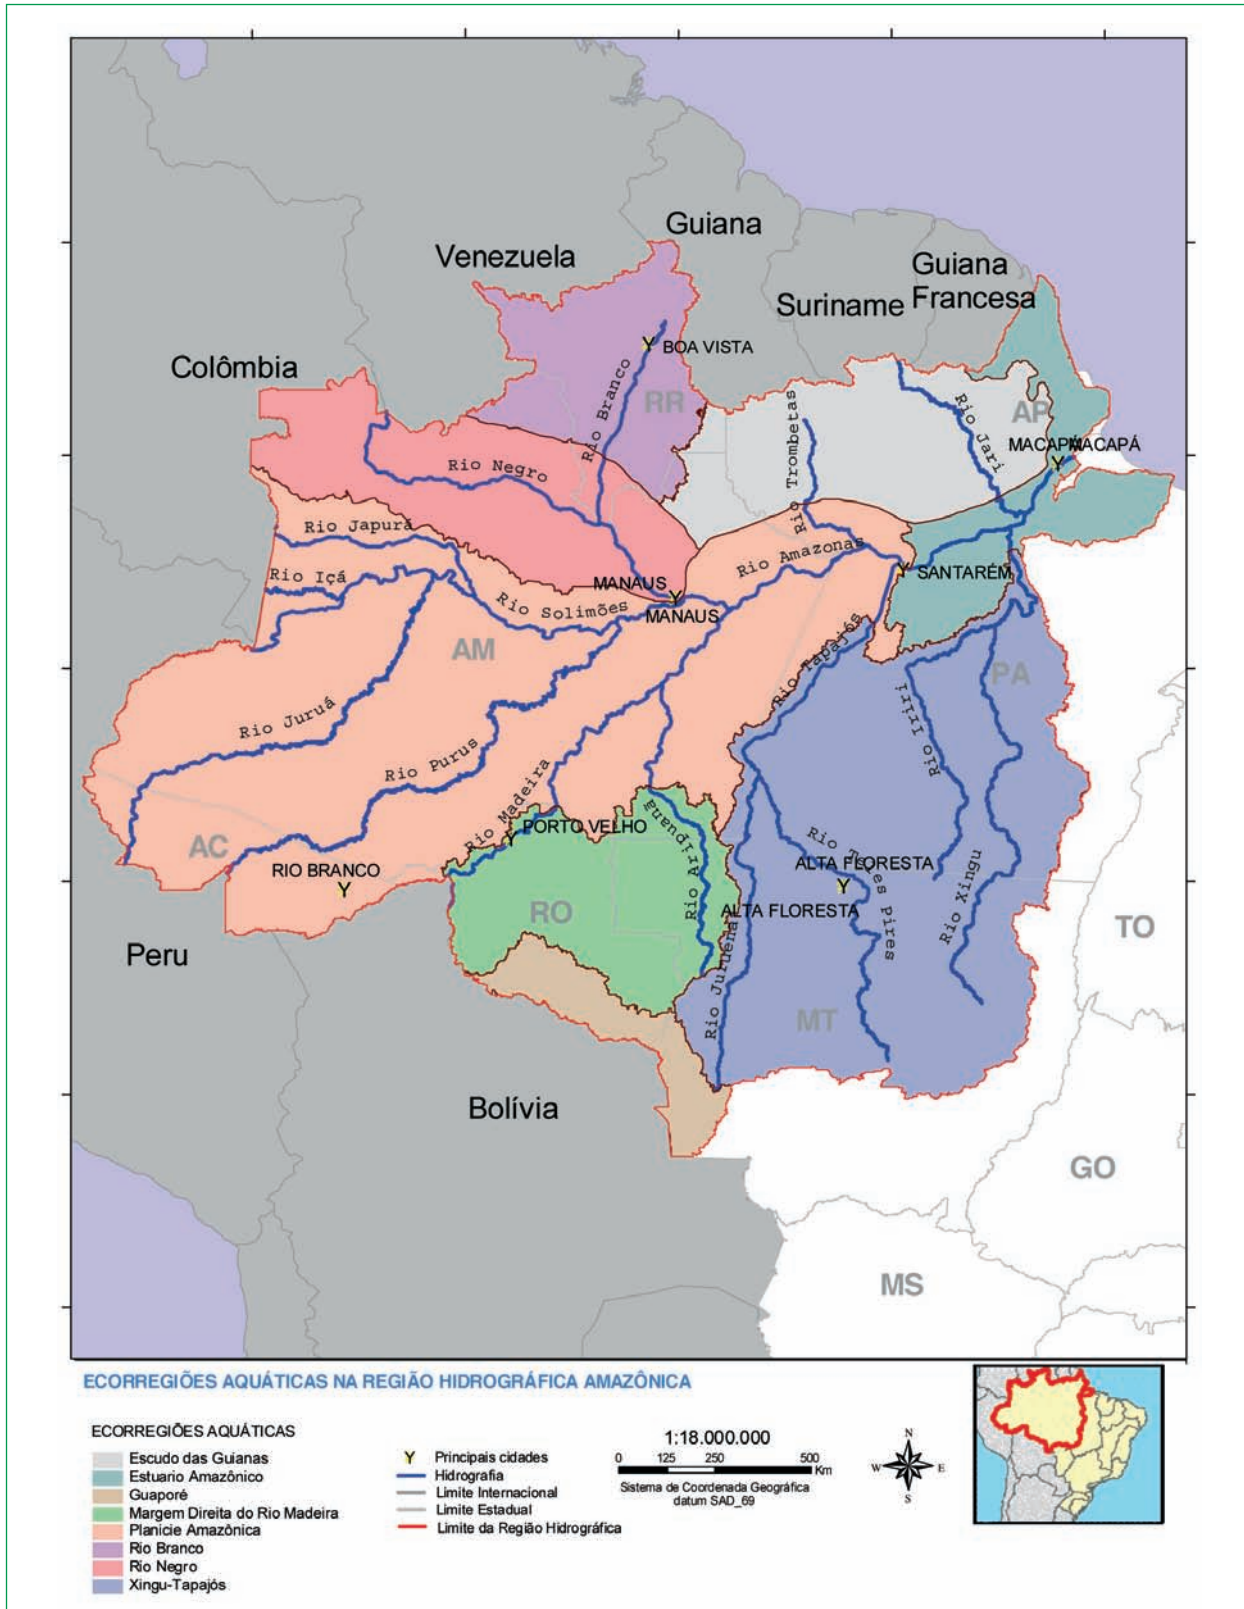 Guiana
Venezuela
Guiana
Francesa
Suriname
Colômbia
BOA VISTA
Rio Branco
RR
Rio Trombetas
Rio Jari
AP
MACAPÁ
MACAPÁ
Rio Negro
Rio Japurá
Rio Içá
Rio Amazonas
SANTARÉM
MANAUS
Rio Solimões
MANAUS
AM
Rio Tapajós
PA
Rio Iriri
Rio Juruá
Rio Purus
Rio Madeira
PORTO VELHO
Rio Aripuana
AC
RIO BRANCO
Rio Teles Pires
ALTA FLORESTA
ALTA FLORESTA
Rio Xingu
RO
TO
Peru
Rio Juruena
MT
Bolívia
GO
MS
ECORREGIÕES AQUÁTICAS NA REGIÃO HIDROGRÁFICA AMAZÔNICA
ECORREGIÕES AQUÁTICAS
Escudo das Guianas
Estuario Amazônico
Guaporé
Margem Direita do Rio Madeira
Planicie Amazônica
Rio Branco
Rio Negro
Xingu-Tapajós
Principais cidades
Hidrografia
Limite Internacional
Limite Estadual
Limite da Região Hidrográfica
1:18.000.000
0 125 250 500
Km
Sistema de Coordenada Geográfica
datum SAD_69
N
W E
S